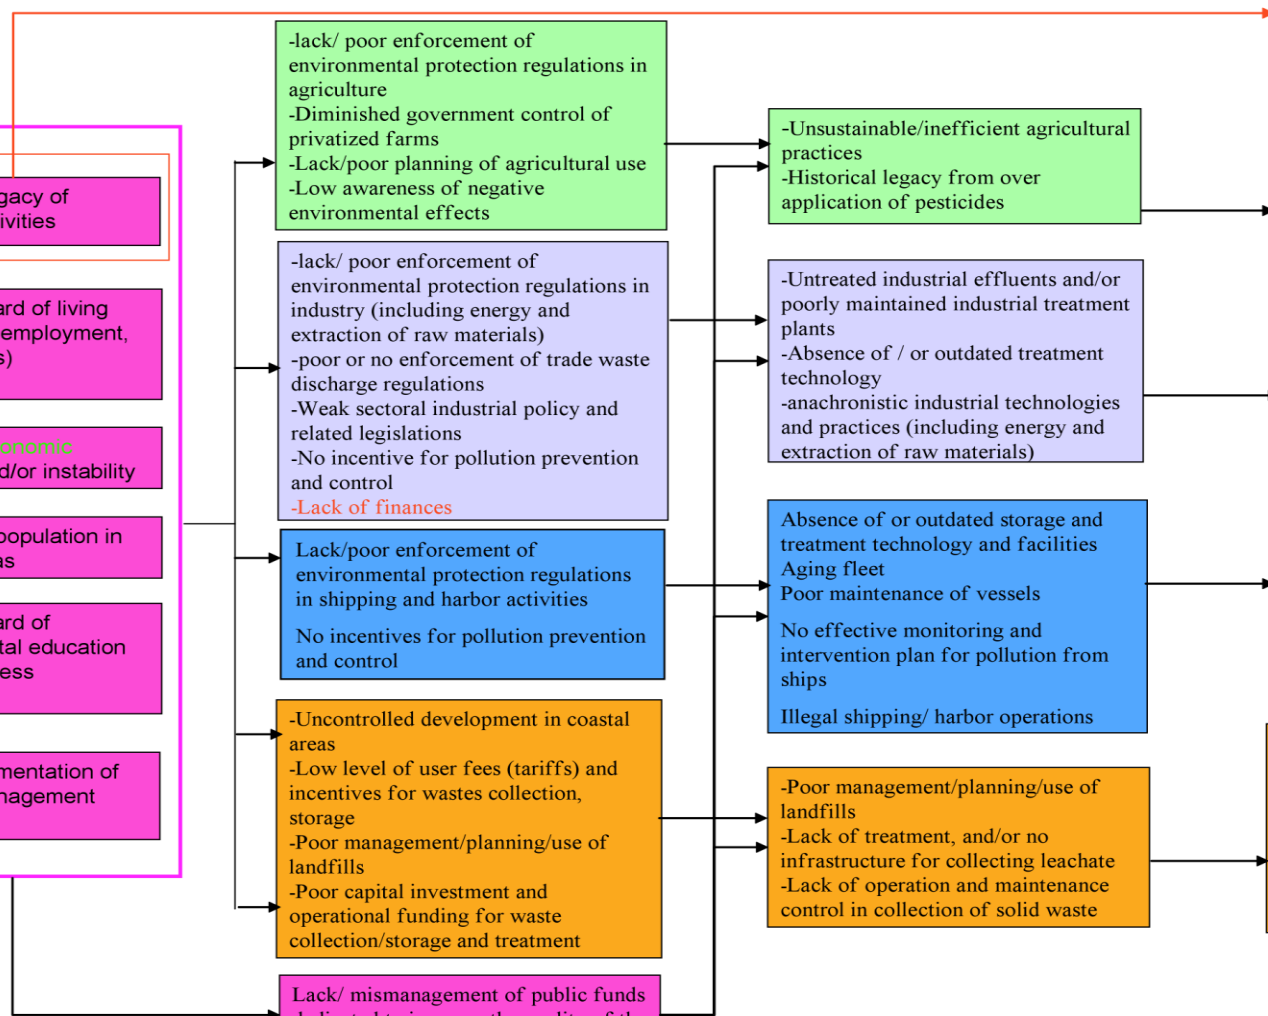 -lack/ poor enforcement of
environmental protection regulations in
agriculture
-Diminished government control of
privatized farms
-Lack/poor planning of agricultural use
-Low awareness of negative
environmental effects
-Unsustainable/inefficient agricultural
practices
-Historical legacy from over
application of pesticides
gacy of
ivities
ard of living
employment,
s)
onomic
d/or instability
population in
as
ard of
tal education
ess
mentation of
nagement
-lack/ poor enforcement of
environmental protection regulations in
industry (including energy and
extraction of raw materials)
-poor or no enforcement of trade waste
discharge regulations
-Weak sectoral industrial policy and
related legislations
-No incentive for pollution prevention
and control
-Lack of finances
-Untreated industrial effluents and/or
poorly maintained industrial treatment
plants
-Absence of / or outdated treatment
technology
-anachronistic industrial technologies
and practices (including energy and
extraction of raw materials)
Lack/poor enforcement of
environmental protection regulations
in shipping and harbor activities
No incentives for pollution prevention
and control
Absence of or outdated storage and
treatment technology and facilities
Aging fleet
Poor maintenance of vessels
No effective monitoring and
intervention plan for pollution from
ships
Illegal shipping/ harbor operations
-Uncontrolled development in coastal
areas
-Low level of user fees (tariffs) and
incentives for wastes collection,
storage
-Poor management/planning/use of
landfills
-Poor capital investment and
operational funding for waste
collection/storage and treatment
-Poor management/planning/use of
landfills
-Lack of treatment, and/or no
infrastructure for collecting leachate
-Lack of operation and maintenance
control in collection of solid waste
Lack/ mismanagement of public funds